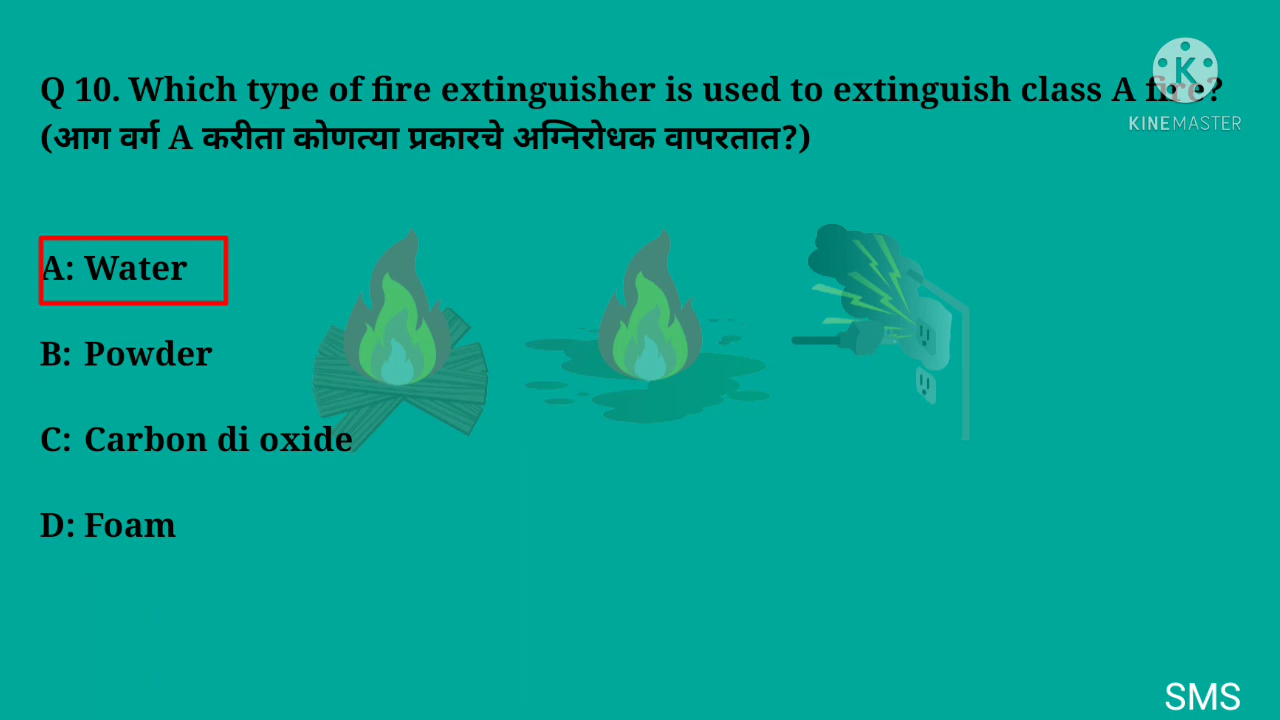 Q 10. Which type of fire extinguisher is used to extinguish class A fire?
(आग वर्ग A करीता कोणत्या प्रकारचे अग्निरोधक वापरतात?)
K
KINEMASTER
A: Water
B: Powder
C: Carbon di oxide
D: Foam
SMS